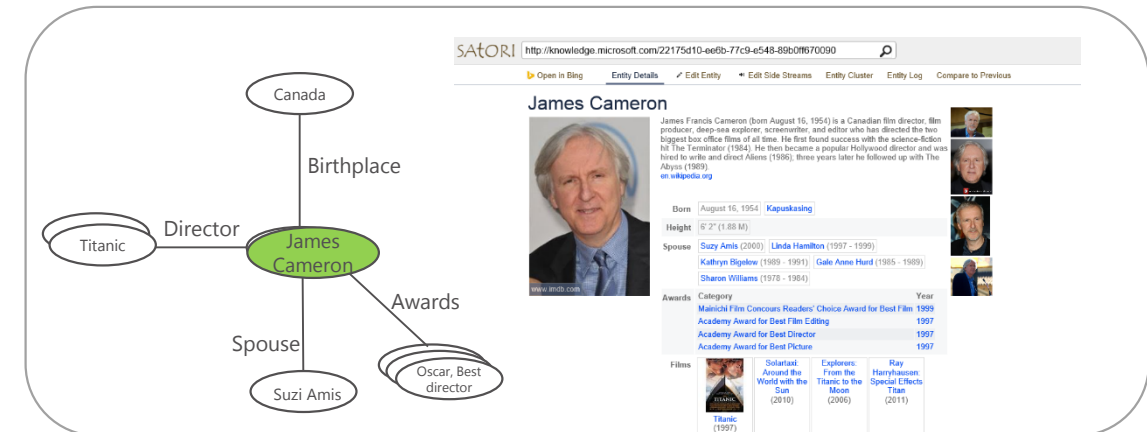 Canada
Birthplace
Director
Titanic
James
Cameron
Awards
Spouse
Oscar, Best
director
Suzi Amis
SATORI
http://knowledge.microsoft.com/22175d10-ee6b-77c9-e548-89b0ff670090
Open in Bing Entity Details Edit Entity Edit Side Streams Entity Cluster Entity Log Compare to Previous
James Cameron
James Francis Cameron (born August 16, 1954) is a Canadian film director, film
producer, deep-sea explorer, screenwriter, and editor who has directed the two
biggest box office films of all time. He first found success with the science-fiction
hit The Terminator (1984). He then became a popular Hollywood director and was
hired to write and direct Aliens (1986); three years later he followed up with The
Abyss (1989).
en.wikipedia.org
www.imdb.com
Born August 16, 1954 Kapuskasing
Height 6' 2" (1.88 M)
Spouse Suzy Amis (2000) Linda Hamilton (1997 - 1999)
Kathryn Bigelow (1989 - 1991) Gale Anne Hurd (1985 - 1989)
Sharon Williams (1978 - 1984)
Awards Category Year
Mainichi Film Concours Readers' Choice Award for Best Film 1999
Academy Award for Best Film Editing 1997
Academy Award for Best Director 1997
Academy Award for Best Picture 1997
Films
TITANIC
Titanic
(1997)
Solartaxi:
Around the
World with the
Sun
(2010)
Explorers:
From the
Titanic to the
Moon
(2006)
Ray
Harryhausen:
Special Effects
Titan
(2011)